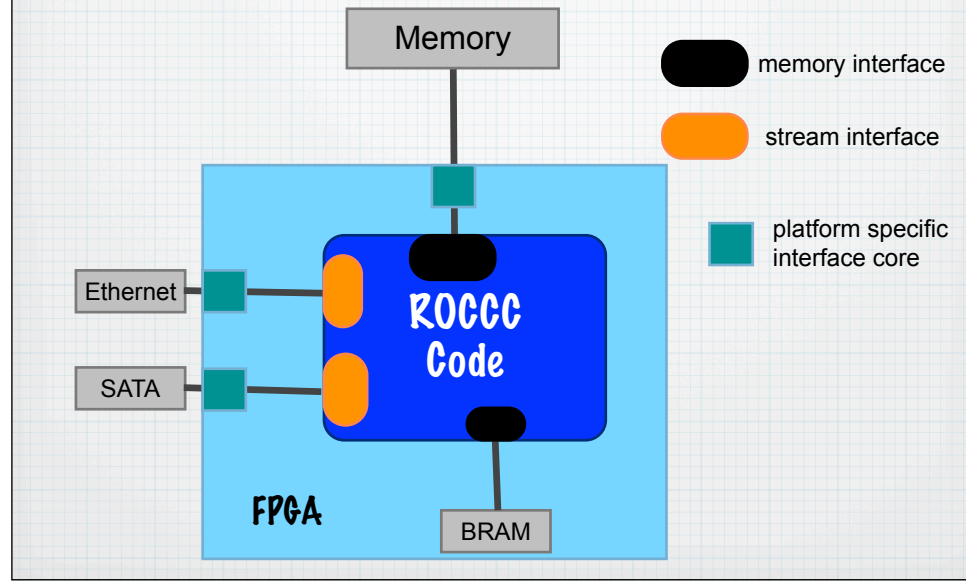 Memory
memory interface
stream interface
platform specific
interface core
Ethernet
SATA
ROCCC
Code
FPGA
BRAM